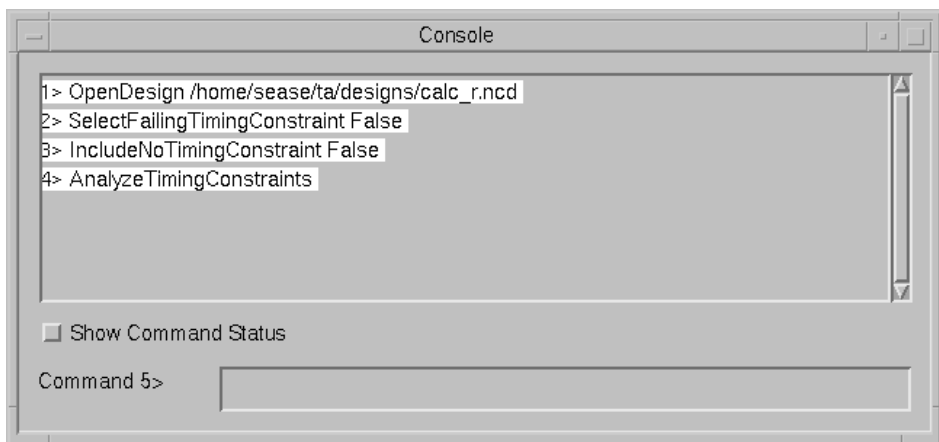 Console
1> OpenDesign /home/sease/ta/designs/calc_r.ncd
2> SelectFailingTimingConstraint False
3> IncludeNoTimingConstraint False
4> AnalyzeTimingConstraints
Show Command Status
Command 5>